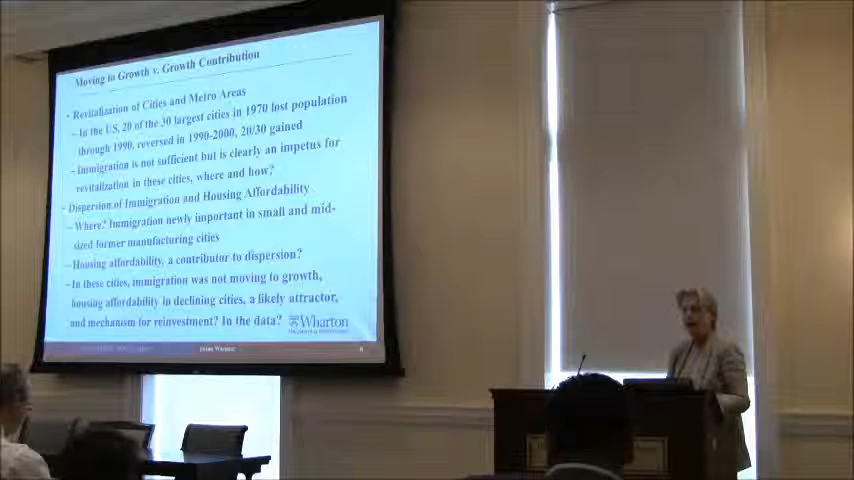 Moving to Growth v. Growth Contribution
• Revitalization of Cities and Metro Areas
– In the US, 20 of the 30 largest cities in 1970 lost population
through 1990, reversed in 1990-2000, 20/30 gained
– Immigration is not sufficient but is clearly an impetus for
revitalization in these cities, where and how?
• Dispersion of Immigration and Housing Affordability
– Where? Immigration newly important in small and mid-
sized former manufacturing cities
– Housing affordability, a contributor to dispersion?
– In these cities, immigration was not moving to growth,
housing affordability in declining cities, a likely attractor,
and mechanism for reinvestment? In the data?
Wharton